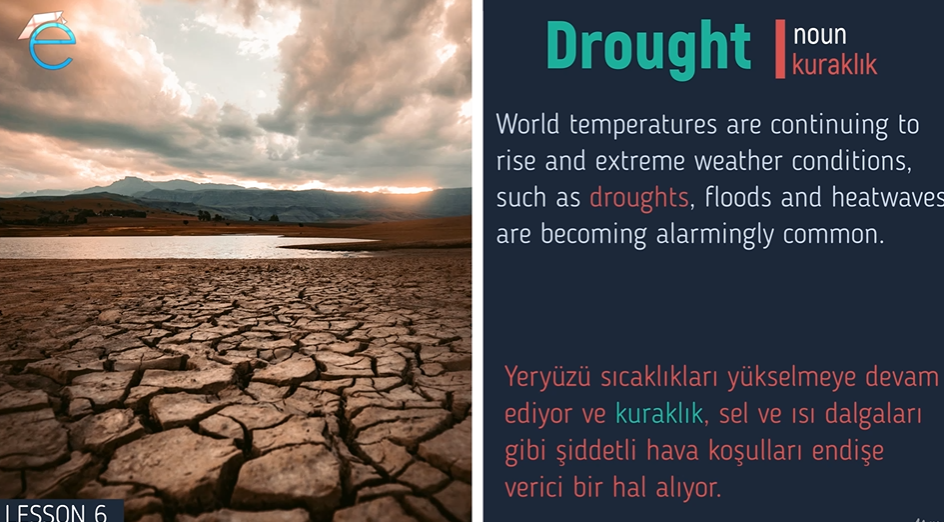 Drought
noun
kuraklık
World temperatures are continuing to
rise and extreme weather conditions,
such as droughts, floods and heatwaves
are becoming alarmingly common.
Yeryüzü sıcaklıkları yükselmeye devam
ediyor ve kuraklık, sel ve ısı dalgaları
gibi şiddetli hava koşulları endişe
verici bir hal alıyor.
LESSON 6